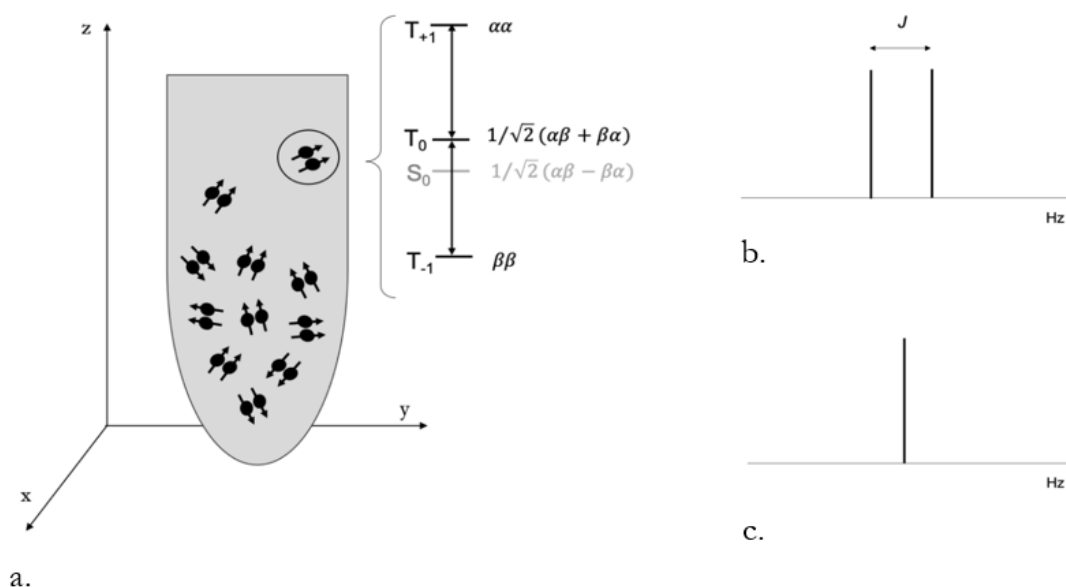 z
y
x
a.
T₊₁ αα
T₀ 1/√2 (αβ + βα)
S₀ 1/√2 (αβ − βα)
T₋₁ ββ
J
Hz
b.
Hz
c.